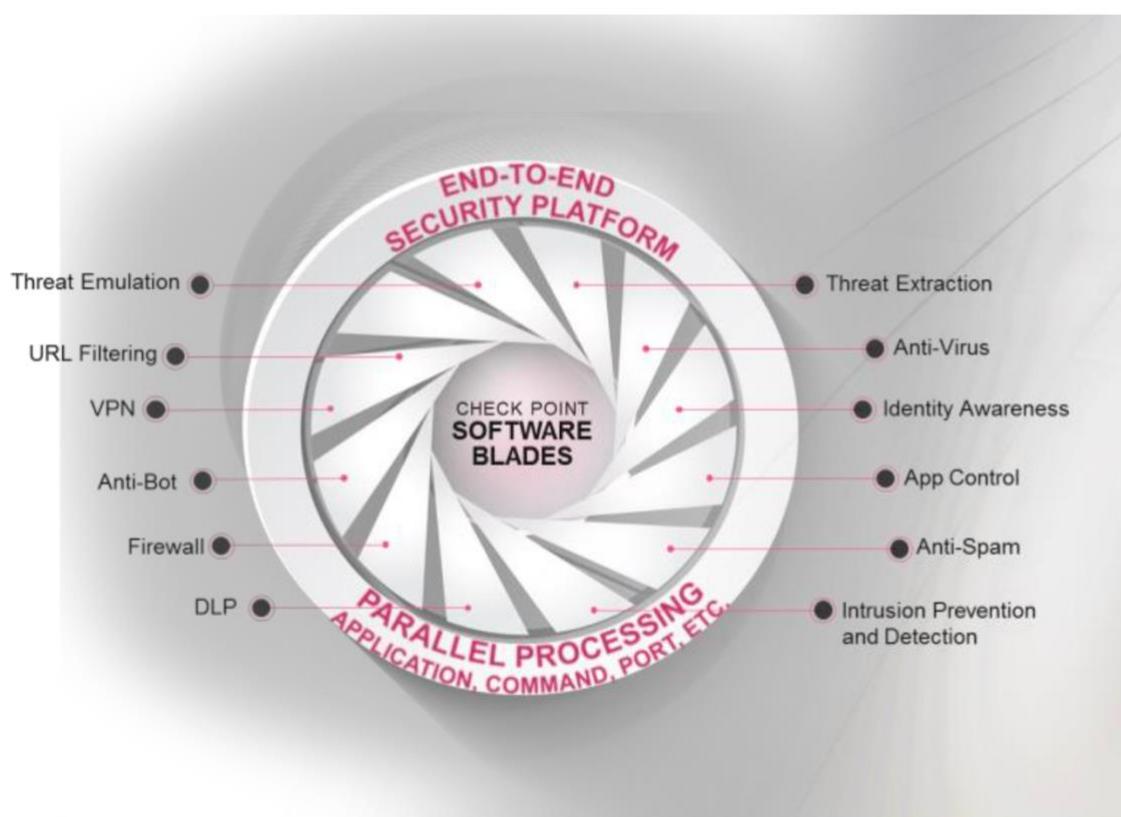 END-TO-END
SECURITY PLATFORM
Threat Emulation
URL Filtering
VPN
Anti-Bot
Firewall
DLP
CHECK POINT
SOFTWARE
BLADES
Threat Extraction
Anti-Virus
Identity Awareness
App Control
Anti-Spam
Intrusion Prevention
and Detection
PARALLEL PROCESSING
APPLICATION, COMMAND, PORT, ETC.